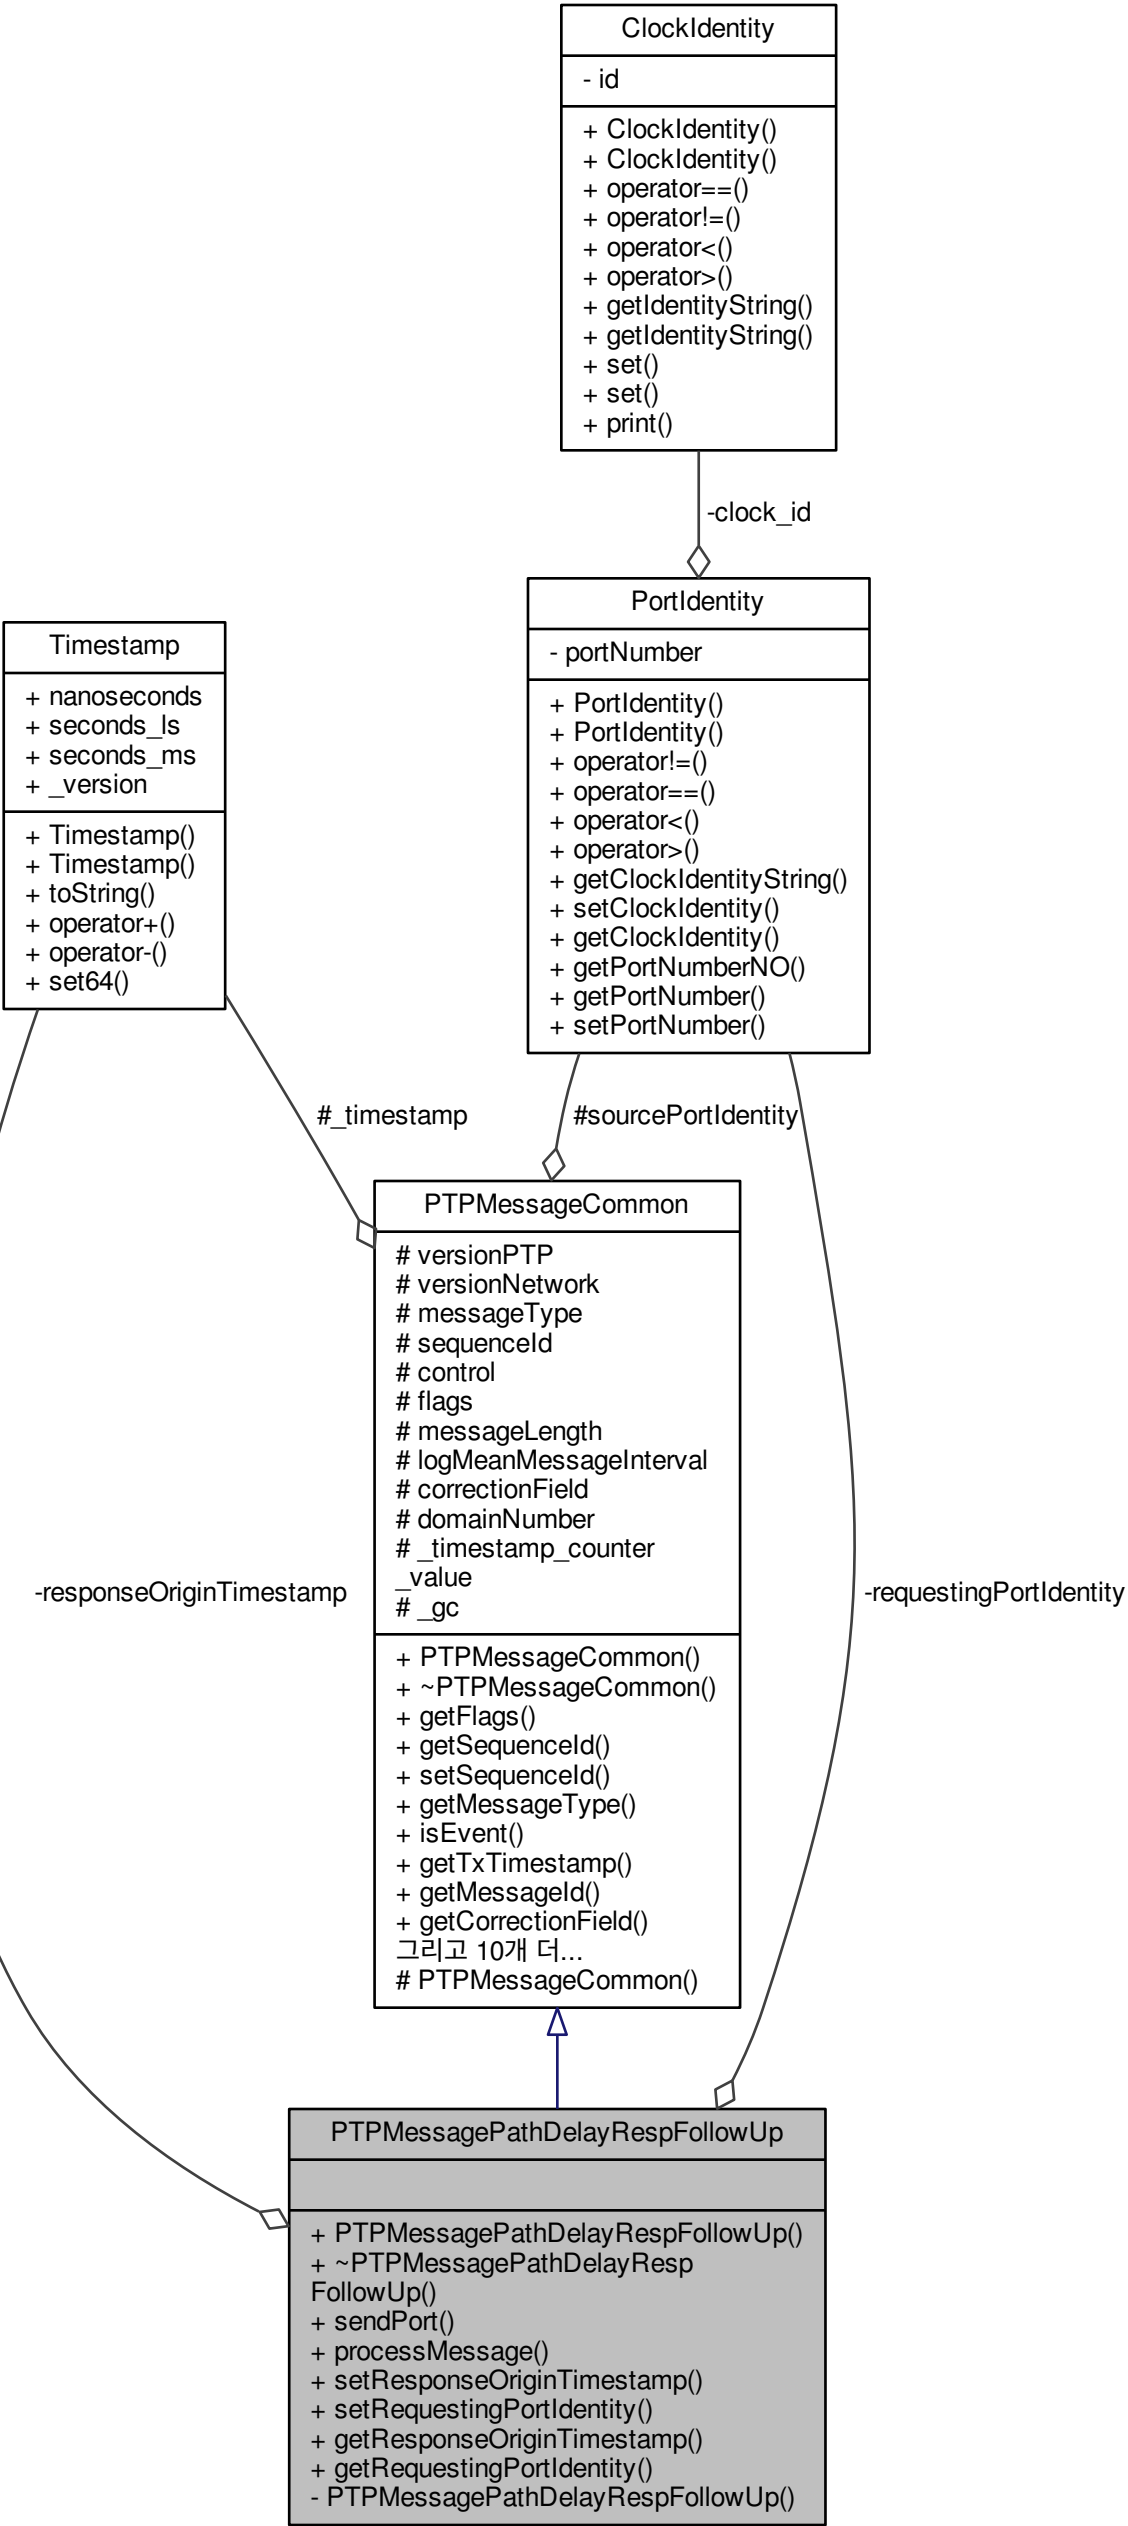 ClockIdentity
- id
+ ClockIdentity()
+ ClockIdentity()
+ operator==()
+ operator!=()
+ operator<()
+ operator>()
+ getIdentityString()
+ getIdentityString()
+ set()
+ set()
+ print()
-clock_id
PortIdentity
- portNumber
+ PortIdentity()
+ PortIdentity()
+ operator!=()
+ operator==()
+ operator<()
+ operator>()
+ getClockIdentityString()
+ setClockIdentity()
+ getClockIdentity()
+ getPortNumberNO()
+ getPortNumber()
+ setPortNumber()
Timestamp
+ nanoseconds
+ seconds_ls
+ seconds_ms
+ _version
+ Timestamp()
+ Timestamp()
+ toString()
+ operator+()
+ operator-()
+ set64()
#_timestamp
#sourcePortIdentity
PTPMessageCommon
# versionPTP
# versionNetwork
# messageType
# sequenceId
# control
# flags
# messageLength
# logMeanMessageInterval
# correctionField
# domainNumber
# _timestamp_counter
_value
# _gc
+ PTPMessageCommon()
+ ~PTPMessageCommon()
+ getFlags()
+ getSequenceId()
+ setSequenceId()
+ getMessageType()
+ isEvent()
+ getTxTimestamp()
+ getMessageId()
+ getCorrectionField()
그리고 10개 더...
# PTPMessageCommon()
-responseOriginTimestamp
-requestingPortIdentity
PTPMessagePathDelayRespFollowUp
+ PTPMessagePathDelayRespFollowUp()
+ ~PTPMessagePathDelayResp
FollowUp()
+ sendPort()
+ processMessage()
+ setResponseOriginTimestamp()
+ setRequestingPortIdentity()
+ getResponseOriginTimestamp()
+ getRequestingPortIdentity()
- PTPMessagePathDelayRespFollowUp()